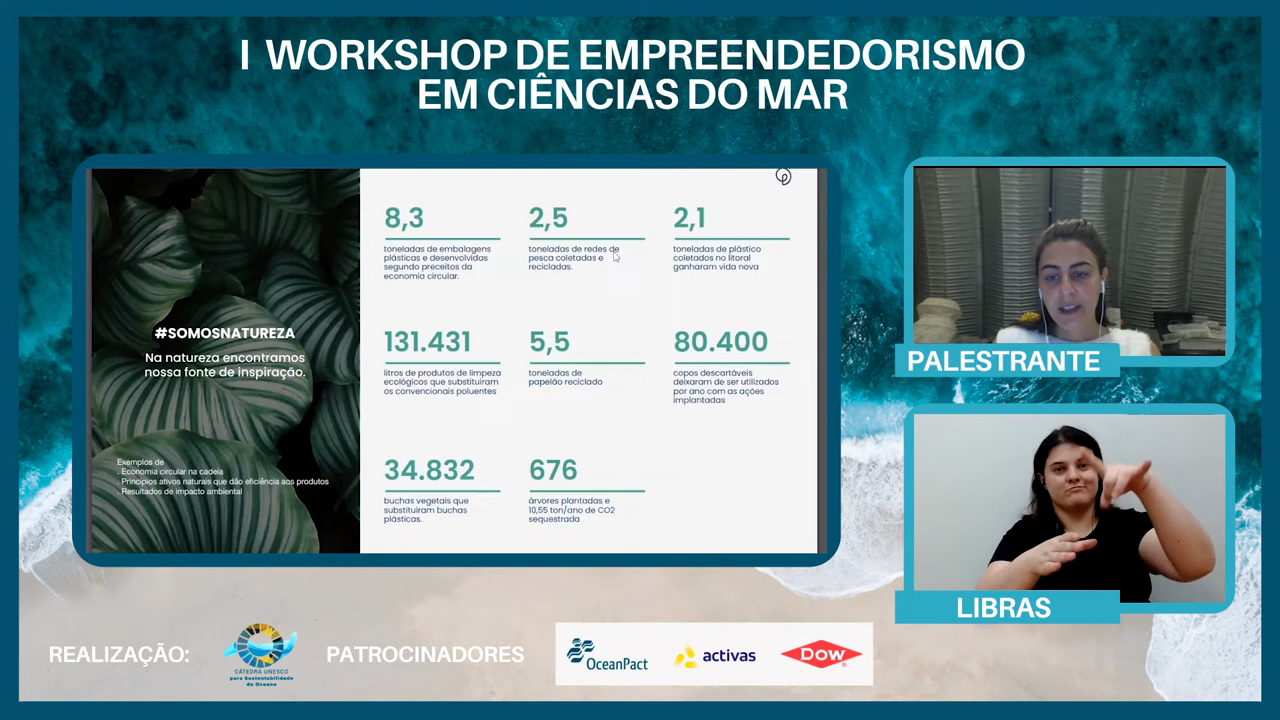 I WORKSHOP DE EMPREENDEDORISMO
EM CIÊNCIAS DO MAR
#SOMOSNATUREZA
Na natureza encontramos
nossa fonte de inspiração.
Exemplos de
. Economia circular na cadeia
. Princípios ativos naturais que dão eficiência aos produtos
. Resultados de impacto ambiental
8,3
toneladas de embalagens
plásticas e desenvolvidas
segundo preceitos da
economia circular.
2,5
toneladas de redes de
pesca coletadas e
recicladas.
2,1
toneladas de plástico
coletados no litoral
ganharam vida nova
131.431
litros de produtos de limpeza
ecológicos que substituíram
os convencionais poluentes
5,5
toneladas de
papelão reciclado
80.400
copos descartáveis
deixaram de ser utilizados
por ano com as ações
implantadas
34.832
buchas vegetais que
substituíram buchas
plásticas.
676
árvores plantadas e
10,55 ton/ano de CO2
sequestrada
PALESTRANTE
LIBRAS
REALIZAÇÃO:
CÁTEDRA UNESCO
para Sustentabilidade
do Oceano
PATROCINADORES
OceanPact
activas
Dow